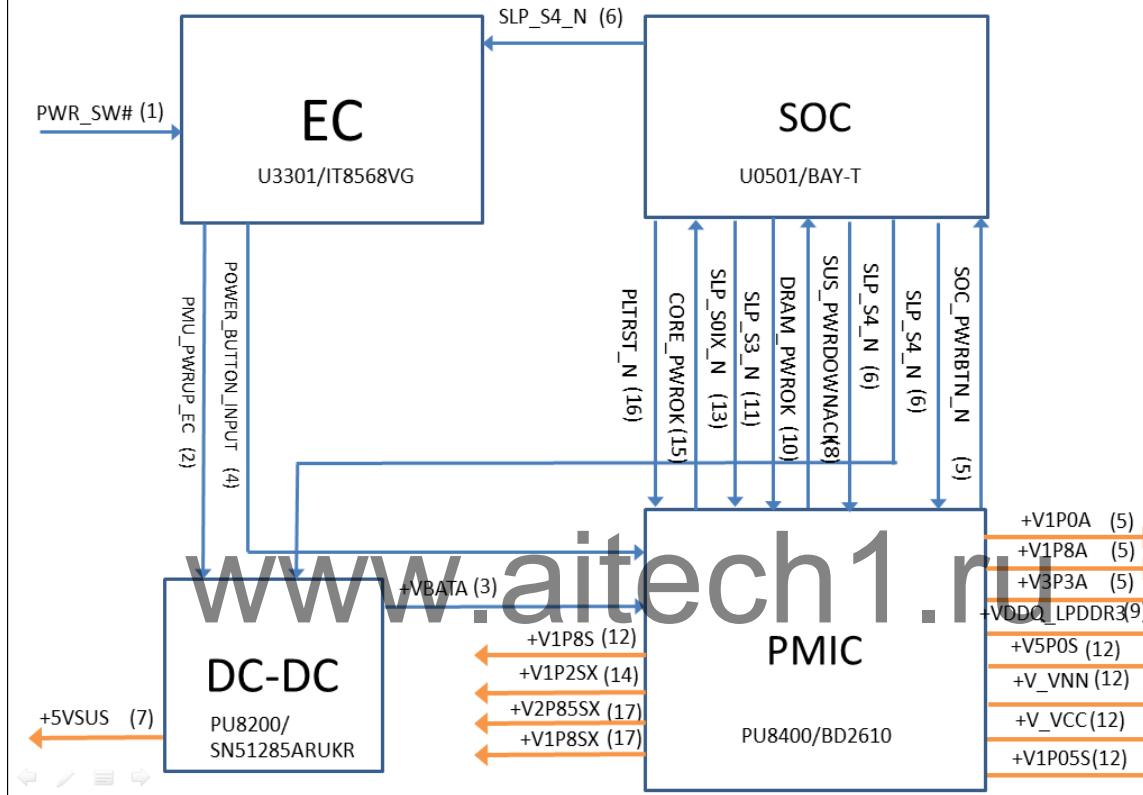 SLP_S4_N (6)
PWR_SW# (1)
EC
U3301/IT8568VG
SOC
U0501/BAY-T
PMU_PWRUP_EC (2)
POWER_BUTTON_INPUT (4)
PLTRST_N (16)
CORE_PWROK (15)
SLP_S0IX_N (13)
SLP_S3_N (11)
DRAM_PWROK (10)
SUS_PWRDOWNACK (8)
SLP_S4_N (6)
SLP_S4_N (6)
SOC_PWRBTN_N (5)
+V1P0A (5)
+V1P8A (5)
+V3P3A (5)
+VDDQ_LPDDR3(9)
+V5P0S (12)
+V_VNN (12)
+V_VCC (12)
+V1P05S(12)
www.aitech1.ru
+VBATA (3)
+V1P8S (12)
+V1P2SX (14)
+V2P85SX (17)
+V1P8SX (17)
PMIC
PU8400/BD2610
DC-DC
PU8200/
SN51285ARUKR
+5VSUS (7)